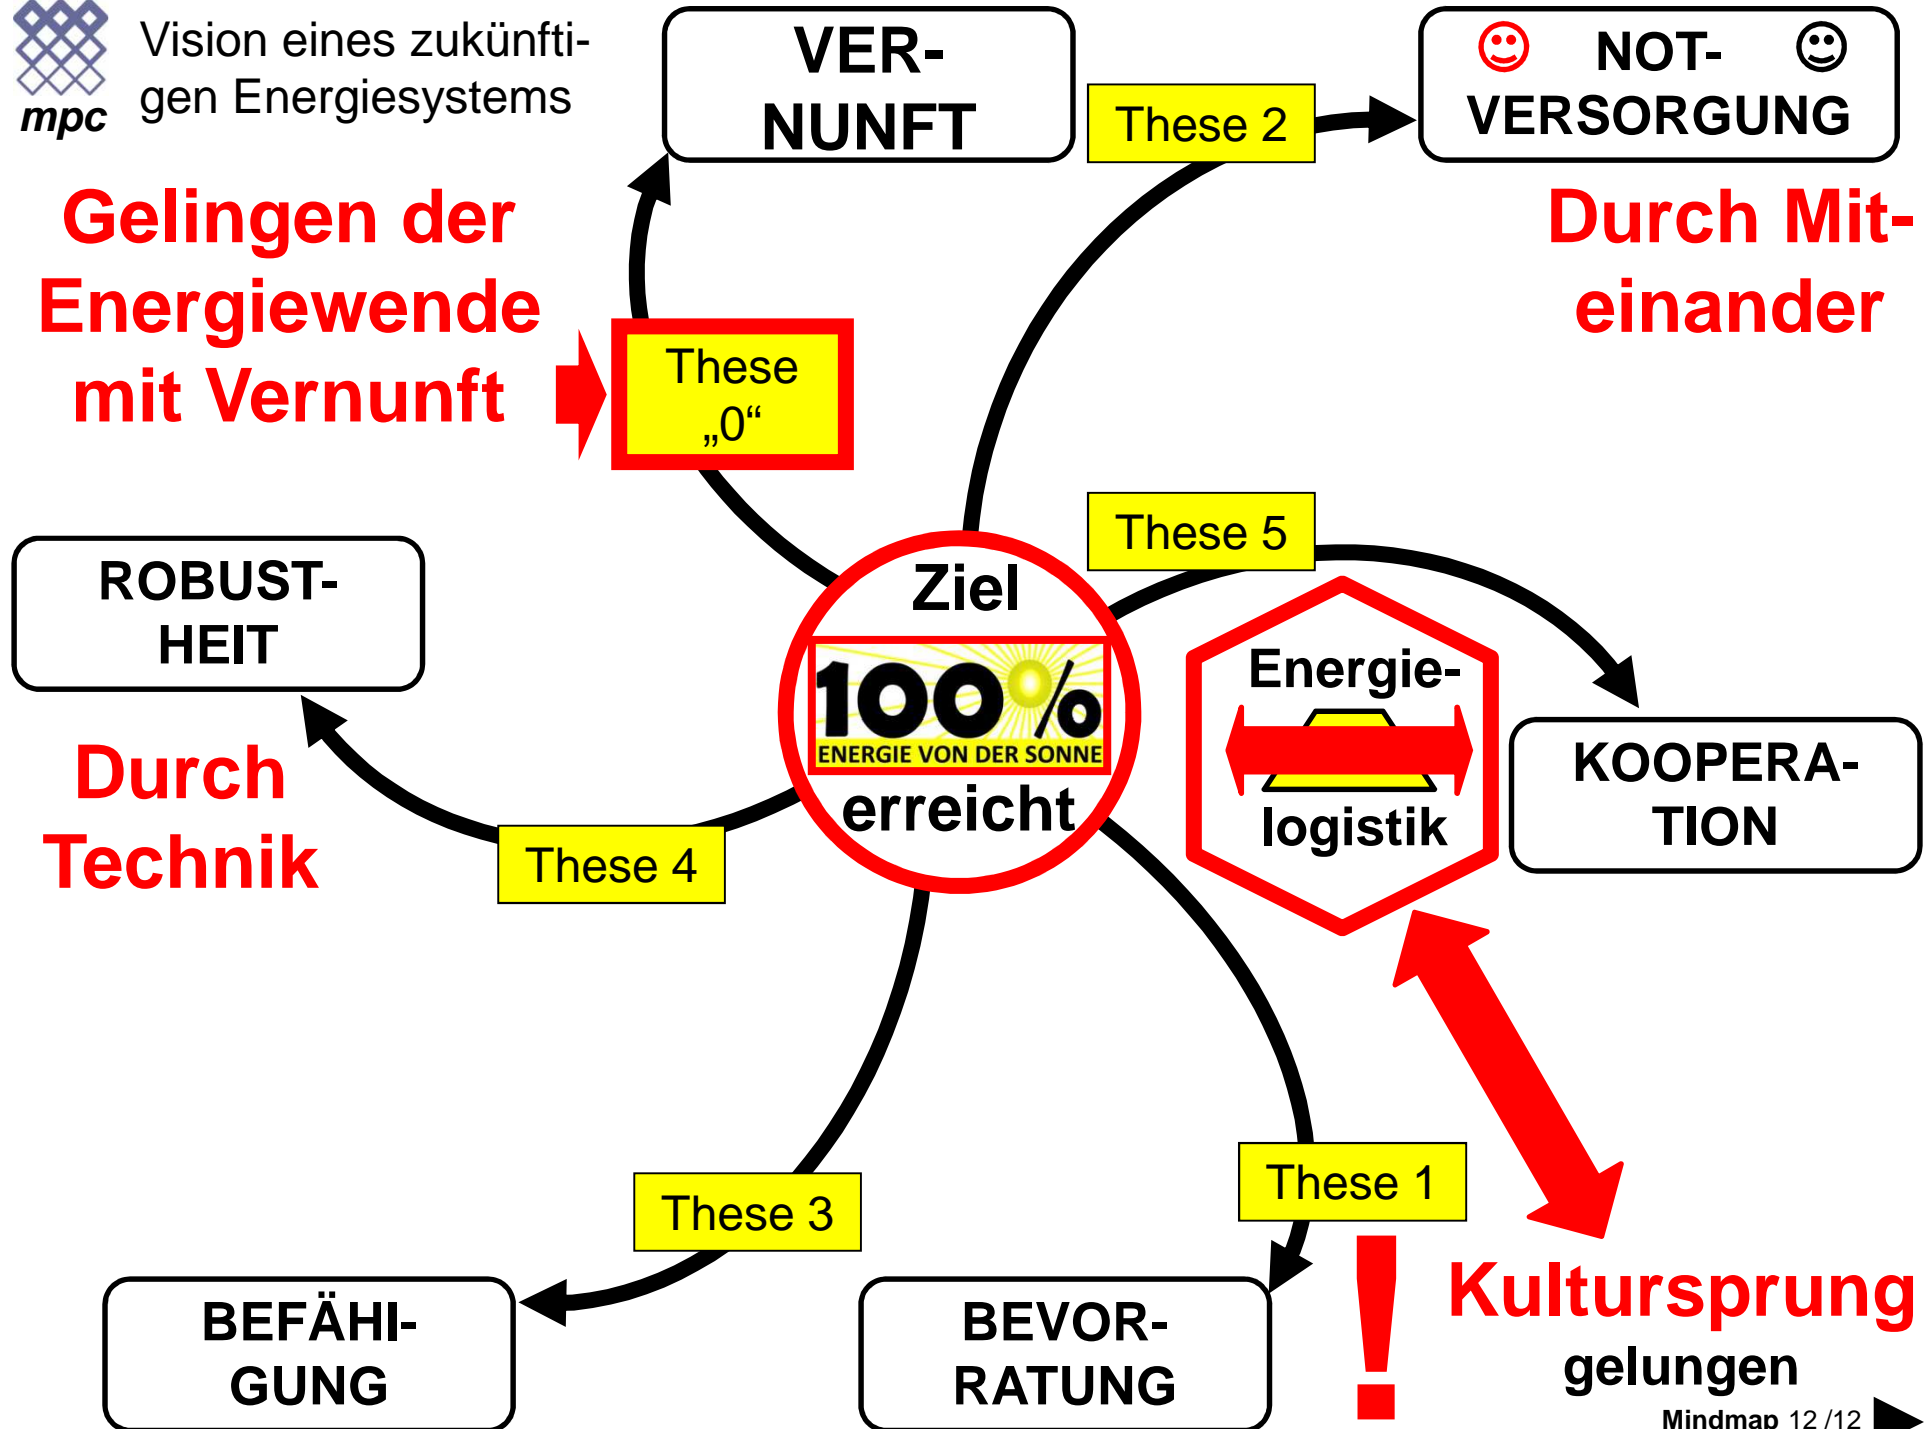 mpc
Vision eines zukünfti-
gen Energiesystems
VER-
NUNFT
NOT-
VERSORGUNG
These 2
Gelingen der
Energiewende
mit Vernunft
Durch Mit-
einander
These
„0“
These 5
ROBUST-
HEIT
Ziel
100%
ENERGIE VON DER SONNE
erreicht
Energie-
logistik
KOOPERA-
TION
Durch
Technik
These 4
These 1
These 3
BEFÄHI-
GUNG
BEVOR-
RATUNG
!
Kultursprung
gelungen
Mindmap 12 /12